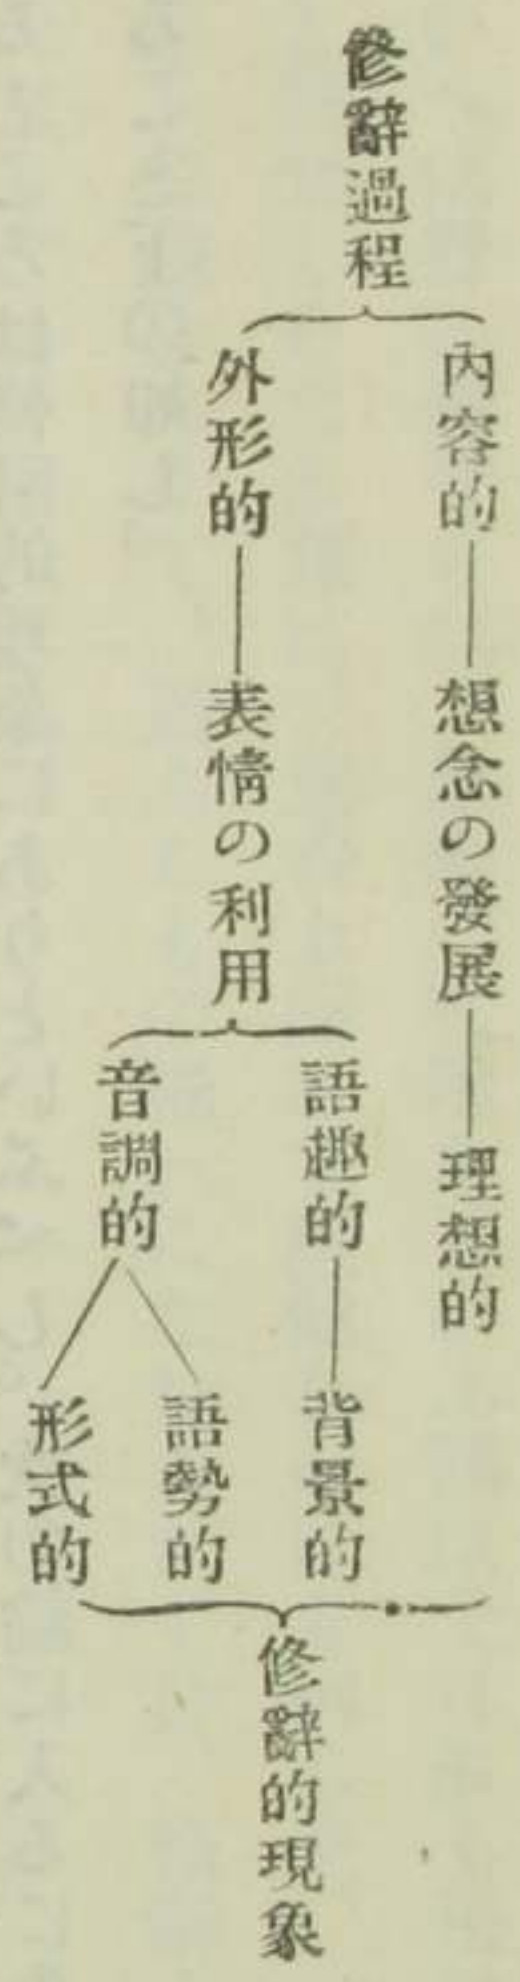 修辭過程
內容的
想念の發展
理想的
外形的
表情の利用
語趣的
背景的
音調的
語勢的
形式的
修辭的現象